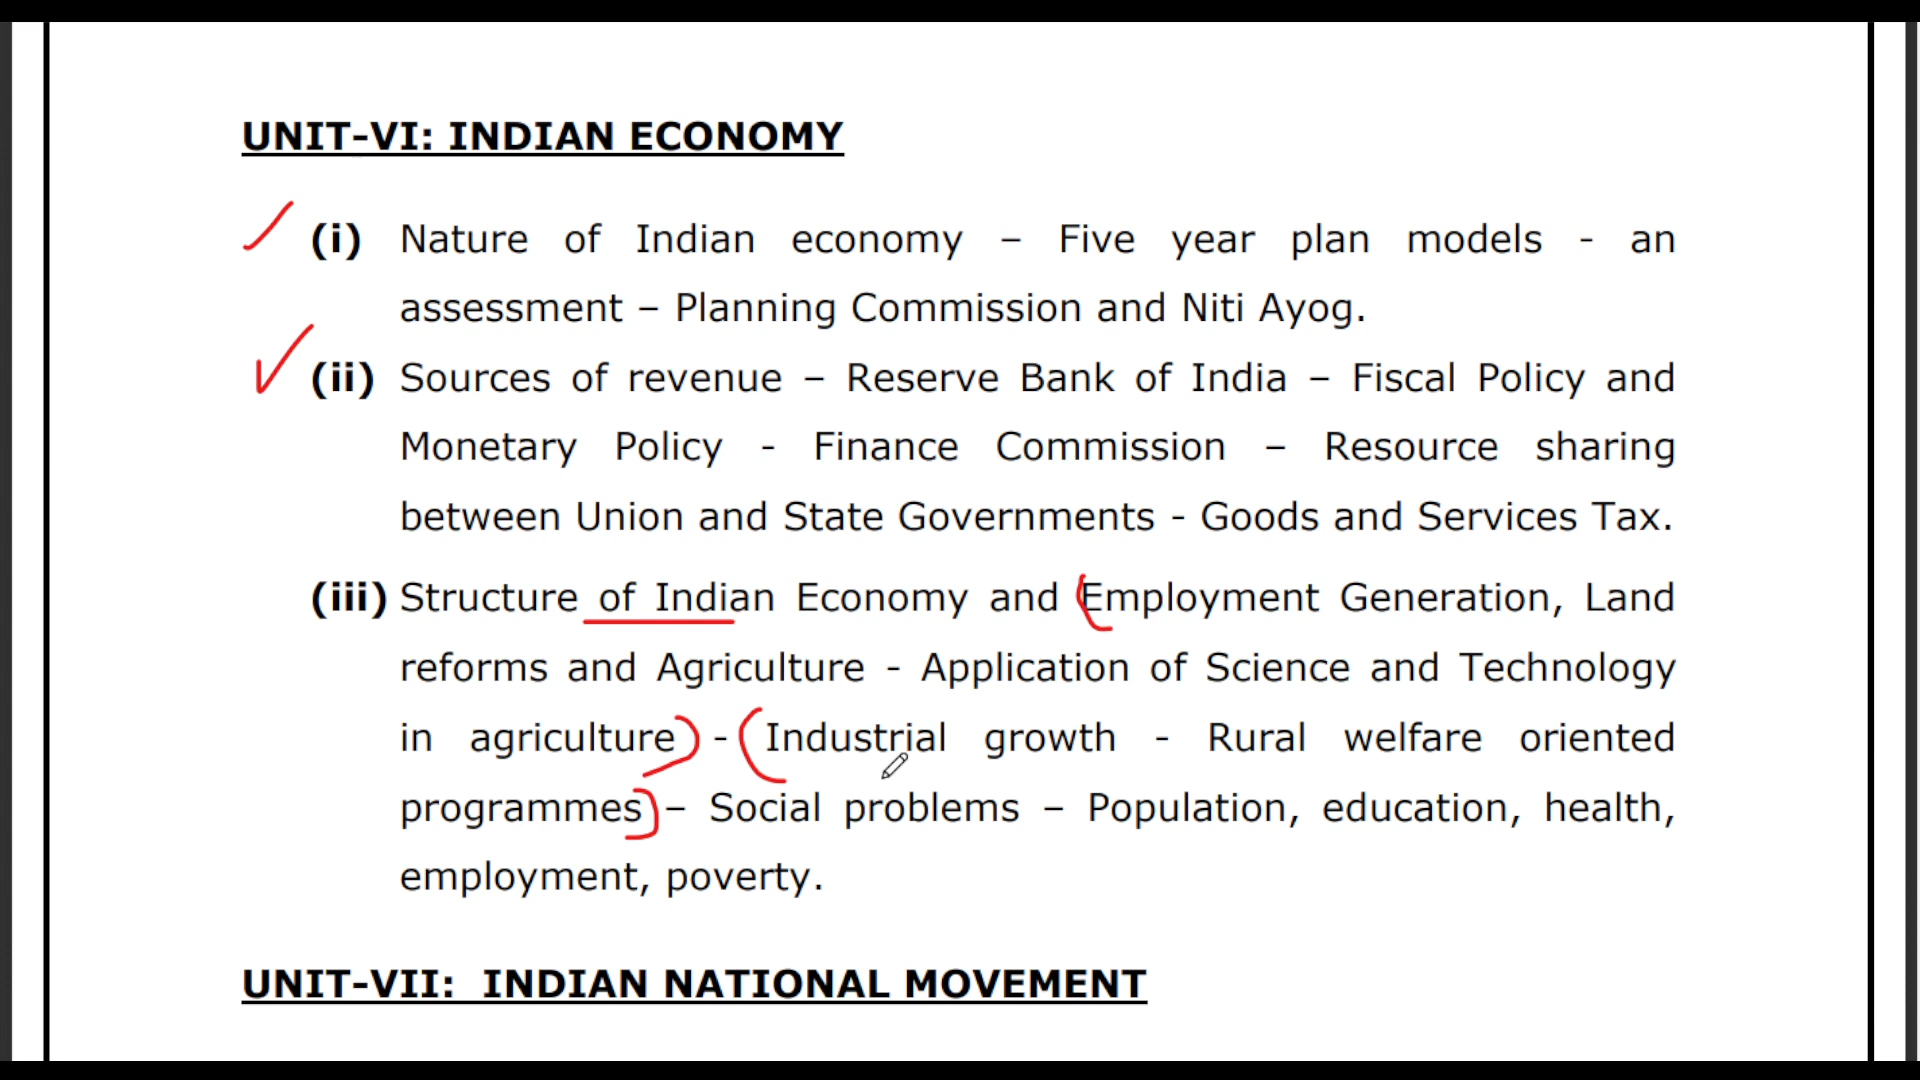 UNIT-VI: INDIAN ECONOMY
(i) Nature of Indian economy – Five year plan models - an
assessment – Planning Commission and Niti Ayog.
(ii) Sources of revenue – Reserve Bank of India – Fiscal Policy and
Monetary Policy - Finance Commission – Resource sharing
between Union and State Governments - Goods and Services Tax.
(iii) Structure of Indian Economy and Employment Generation, Land
reforms and Agriculture - Application of Science and Technology
in agriculture - Industrial growth - Rural welfare oriented
programmes – Social problems – Population, education, health,
employment, poverty.
UNIT-VII: INDIAN NATIONAL MOVEMENT